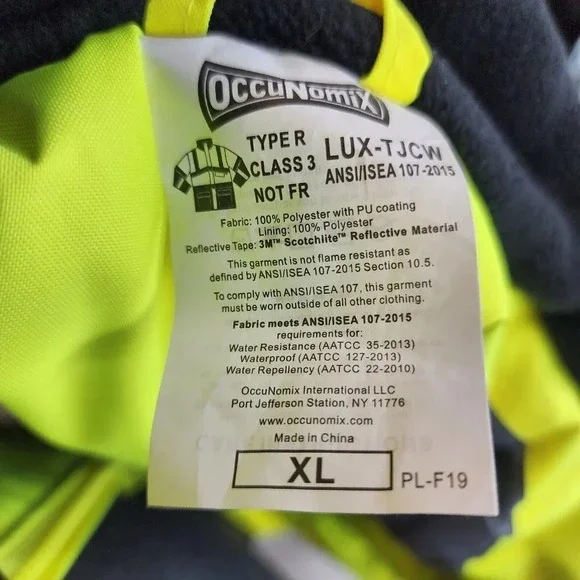 OccuNomiX
TYPE R
CLASS 3
NOT FR
LUX-TJCW
ANSI/ISEA 107-2015
Fabric: 100% Polyester with PU coating
Lining: 100% Polyester
Reflective Tape: 3M™ Scotchlite™ Reflective Material
This garment is not flame resistant as
defined by ANSI/ISEA 107-2015 Section 10.5.
To comply with ANSI/ISEA 107, this garment
must be worn outside of all other clothing.
Fabric meets ANSI/ISEA 107-2015
requirements for:
Water Resistance (AATCC 35-2013)
Waterproof (AATCC 127-2013)
Water Repellency (AATCC 22-2010)
OccuNomix International LLC
Port Jefferson Station, NY 11776
www.occunomix.com
Made in China
XL
PL-F19